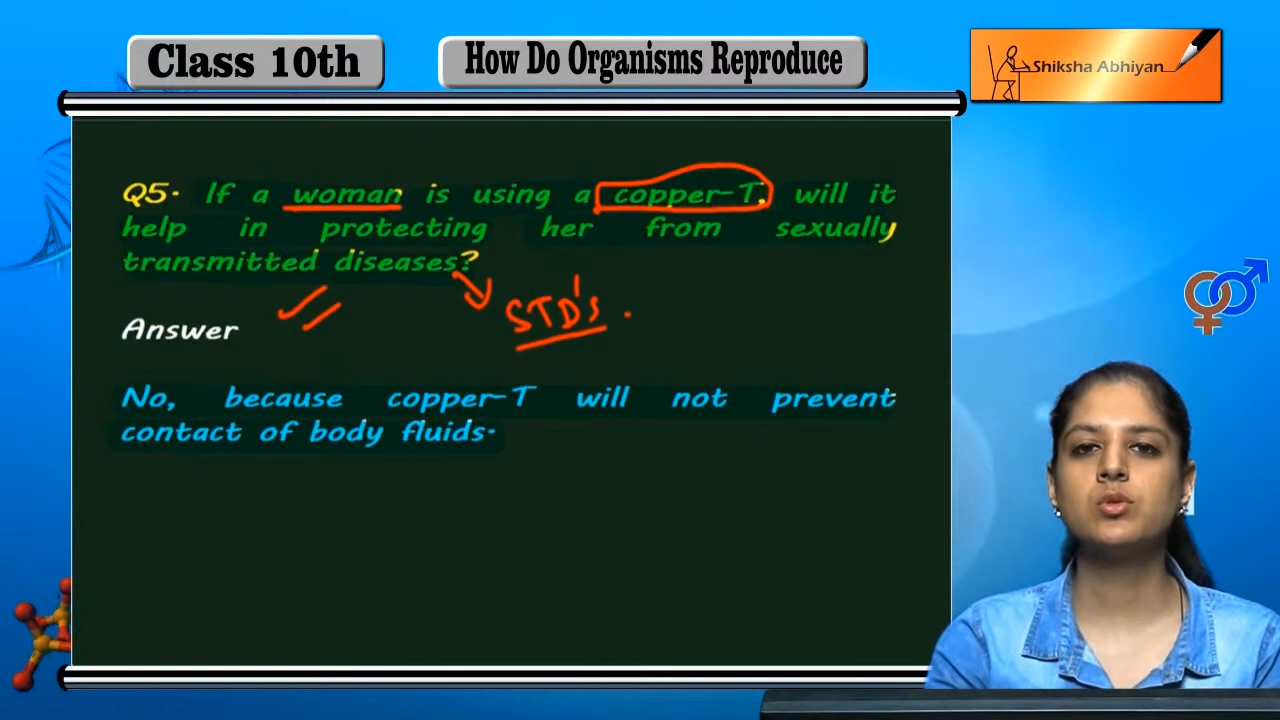 Class 10th
How Do Organisms Reproduce
Shiksha Abhiyan
Q5. If a woman is using a copper-T, will it
help in protecting her from sexually
transmitted diseases?
STD's.
Answer
No, because copper-T will not prevent
contact of body fluids.